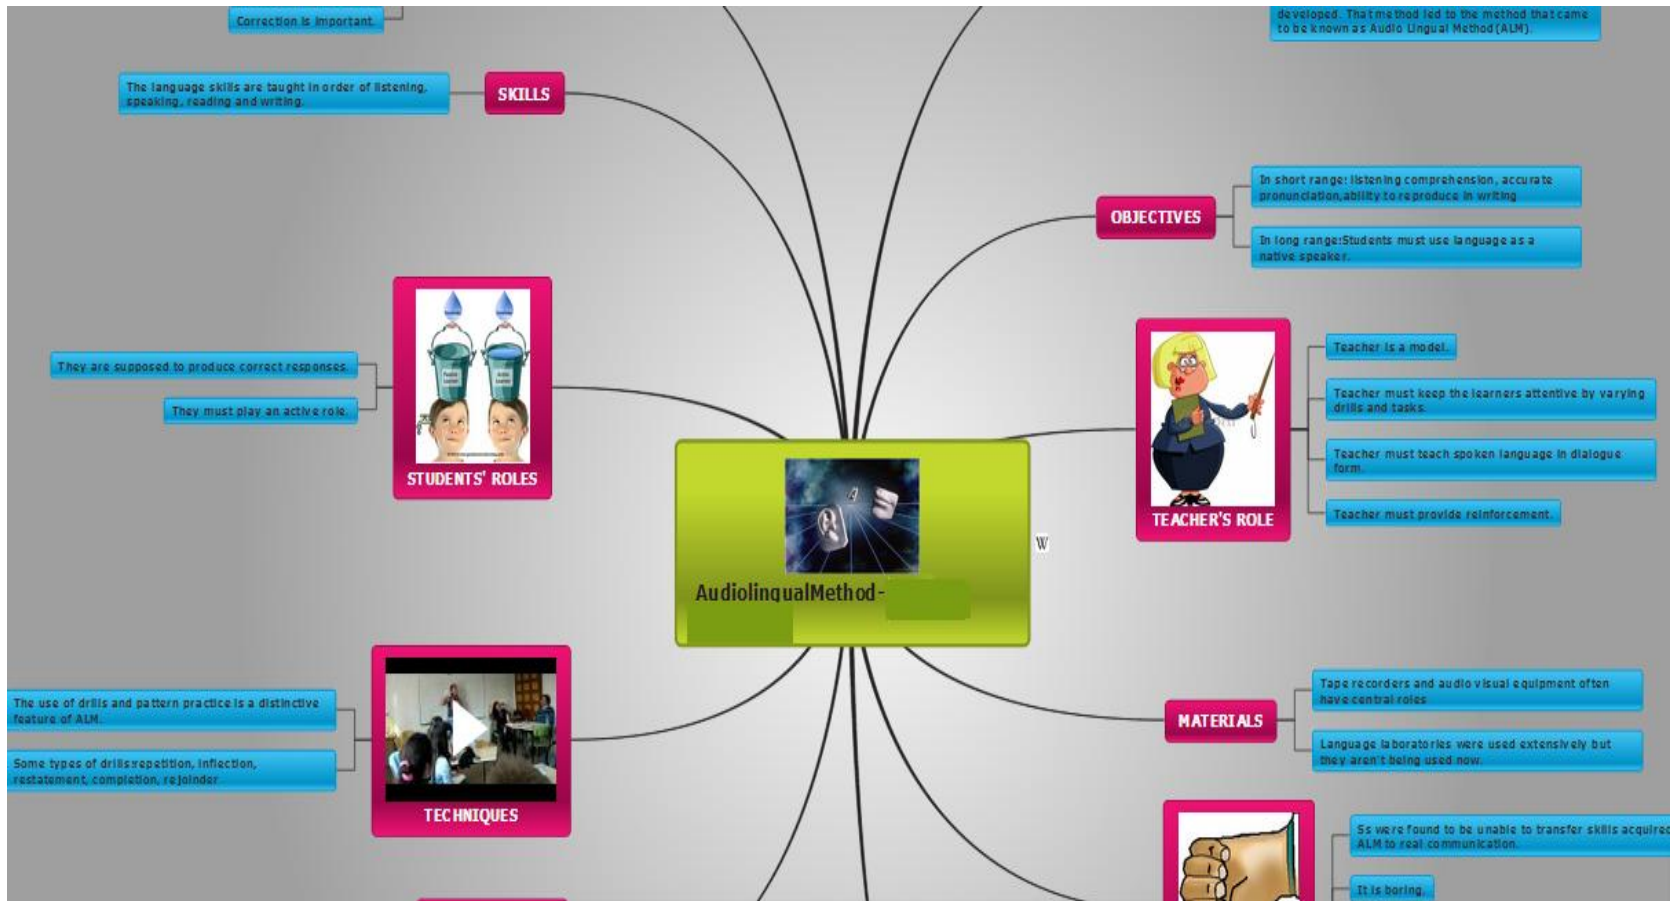 Correction is important.
developed. That method led to the method that came
to be known as Audio Lingual Method(ALM).
The language skills are taught in order of listening,
speaking, reading and writing.
SKILLS
OBJECTIVES
In short range: listening comprehension, accurate
pronunciation,ability to reproduce in writing
In long range:Students must use language as a
native speaker.
They are supposed to produce correct responses.
They must play an active role.
Passive
Learner
Active
Learner
STUDENTS' ROLES
TEACHER'S ROLE
Teacher is a model.
Teacher must keep the learners attentive by varying
drills and tasks.
Teacher must teach spoken language in dialogue
form.
Teacher must provide reinforcement.
AudiolingualMethod-
W
The use of drills and pattern practice is a distinctive
feature of ALM.
Some types of drills:repetition, inflection,
restatement, completion, rejoinder
TECHNIQUES
MATERIALS
Tape recorders and audio visual equipment often
have central roles
Language laboratories were used extensively but
they aren't being used now.
Ss were found to be unable to transfer skills acquired
ALM to real communication.
It is boring.